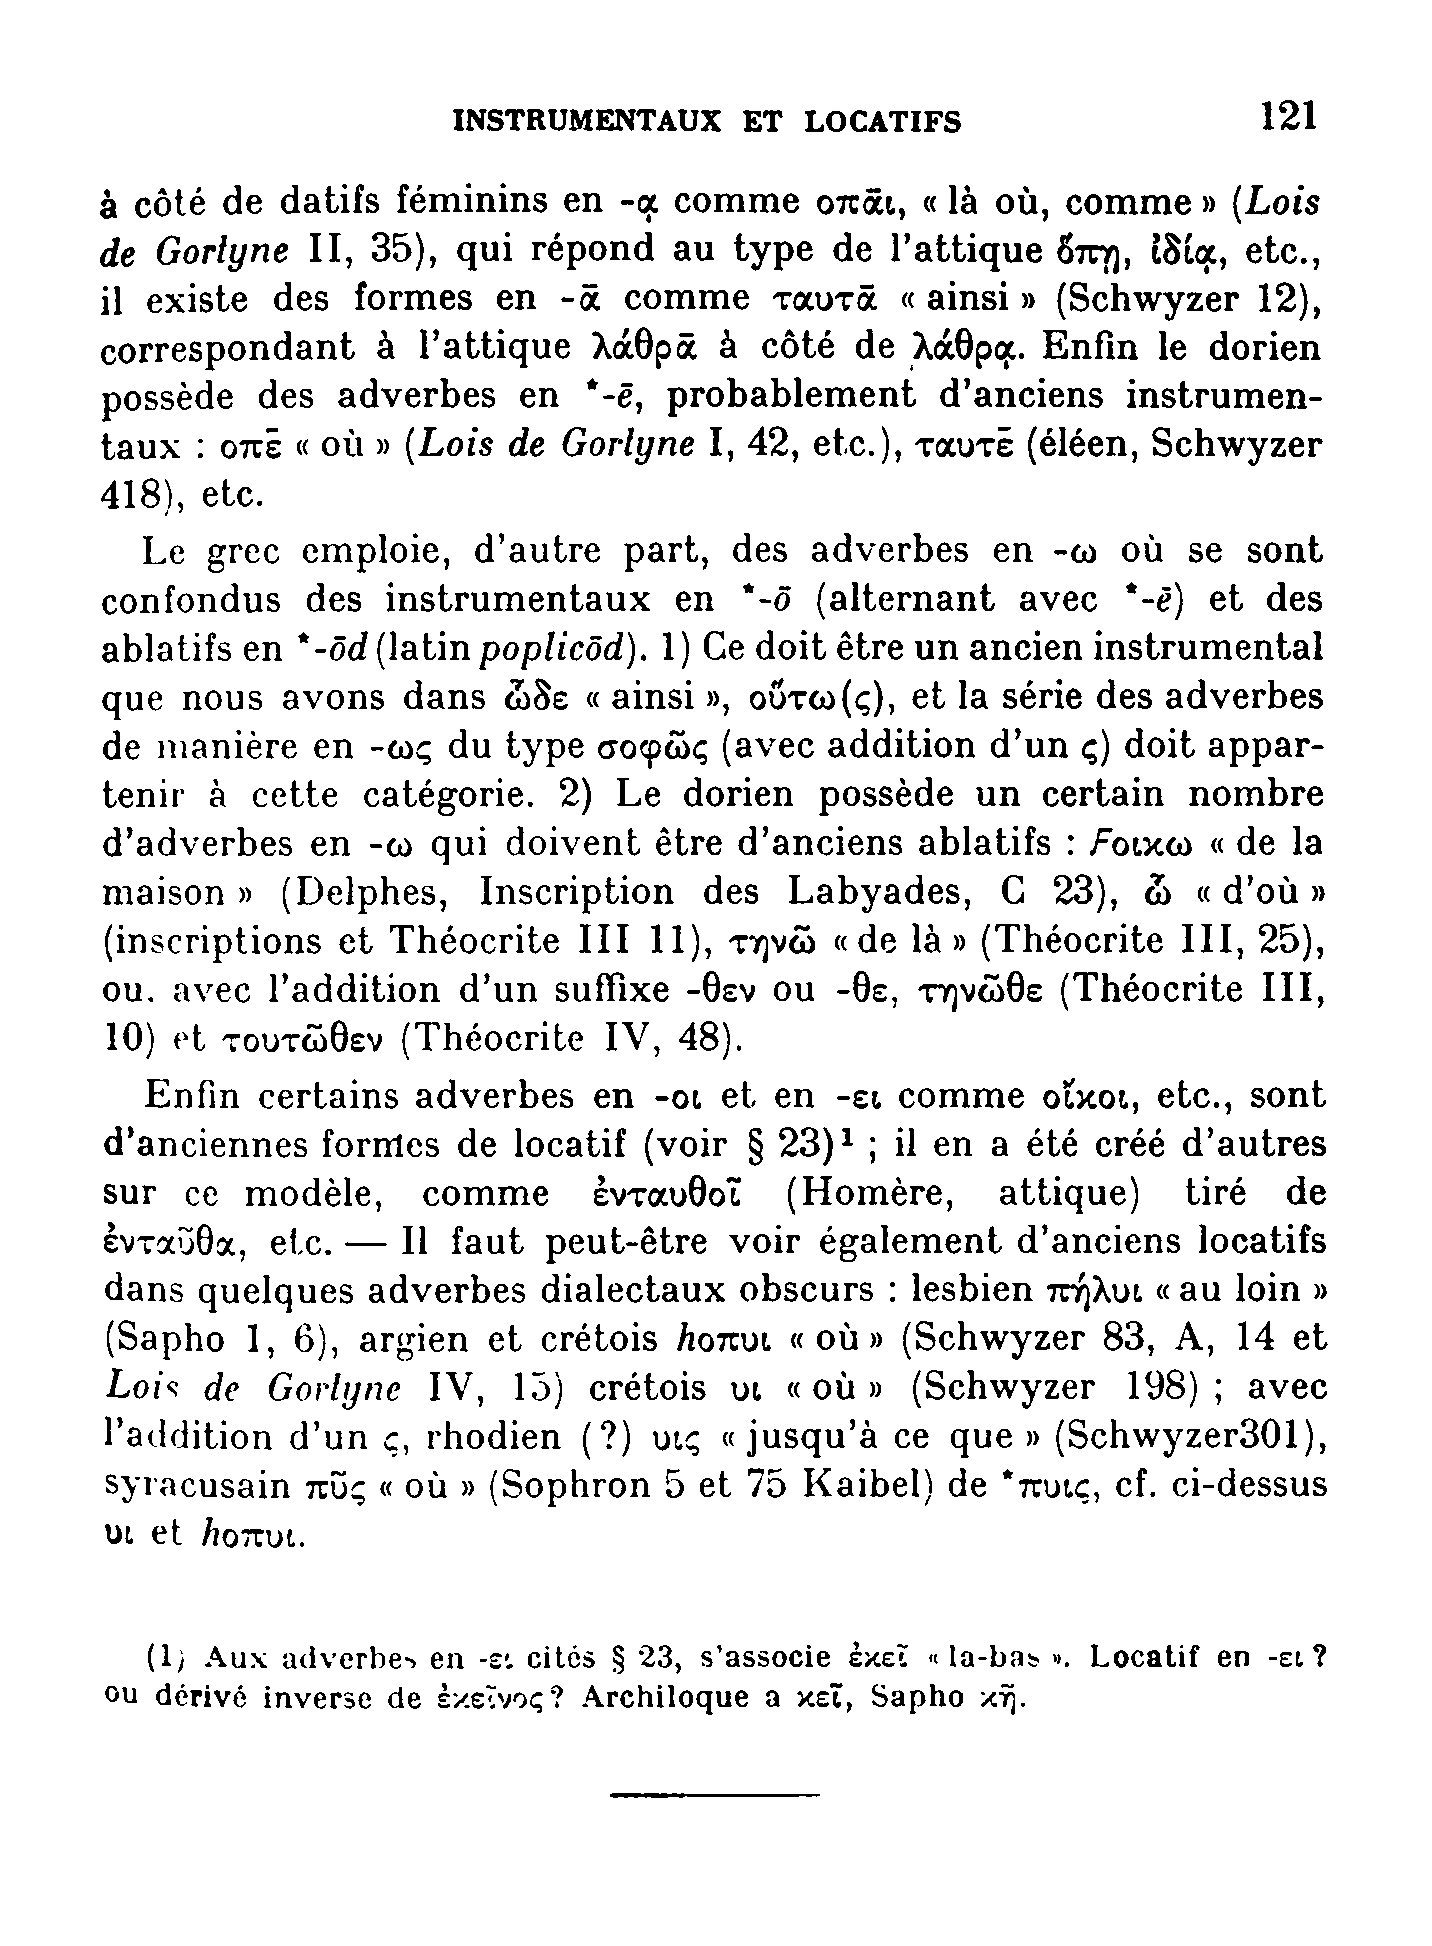 INSTRUMENTAUX ET LOCATIFS 121
à côté de datifs féminins en -ᾳ comme οπᾱι, « là où, comme » (Lois
de Gortyne II, 35), qui répond au type de l’attique ὅπῃ, ἰδίᾳ, etc.,
il existe des formes en -ᾱ comme ταυτᾱ « ainsi » (Schwyzer 12),
correspondant à l’attique λάθρᾱ à côté de λάθρᾳ. Enfin le dorien
possède des adverbes en *-ē, probablement d’anciens instrumen-
taux : οπε̄ « où » (Lois de Gortyne I, 42, etc.), ταυτε̄ (éléen, Schwyzer
418), etc.
Le grec emploie, d’autre part, des adverbes en -ω où se sont
confondus des instrumentaux en *-ō (alternant avec *-ē) et des
ablatifs en *-ōd (latin poplicōd). 1) Ce doit être un ancien instrumental
que nous avons dans ὧδε « ainsi », οὕτω(ς), et la série des adverbes
de manière en -ως du type σοφῶς (avec addition d’un ς) doit appar-
tenir à cette catégorie. 2) Le dorien possède un certain nombre
d’adverbes en -ω qui doivent être d’anciens ablatifs : Ϝοικω « de la
maison » (Delphes, Inscription des Labyades, C 23), ὧ « d’où »
(inscriptions et Théocrite III 11), τηνῶ « de là » (Théocrite III, 25),
ou. avec l’addition d’un suffixe -θεν ou -θε, τηνῶθε (Théocrite III,
10) et τουτῶθεν (Théocrite IV, 48).
Enfin certains adverbes en -οι et en -ει comme οἴκοι, etc., sont
d’anciennes formes de locatif (voir § 23)¹ ; il en a été créé d’autres
sur ce modèle, comme ἐνταυθοῖ (Homère, attique) tiré de
ἐνταῦθα, etc. — Il faut peut-être voir également d’anciens locatifs
dans quelques adverbes dialectaux obscurs : lesbien πήλυι « au loin »
(Sapho 1, 6), argien et crétois hοπυι « où » (Schwyzer 83, A, 14 et
Lois de Gortyne IV, 15) crétois υι « où » (Schwyzer 198) ; avec
l’addition d’un ς, rhodien (?) υις « jusqu’à ce que » (Schwyzer301),
syracusain πῦς « où » (Sophron 5 et 75 Kaibel) de *πυις, cf. ci-dessus
υι et hοπυι.
(1) Aux adverbes en -ει cités § 23, s’associe ἐκεῖ « la-bas ». Locatif en -ει ?
ou dérivé inverse de ἐκεῖνος ? Archiloque a κεῖ, Sapho κῆ.